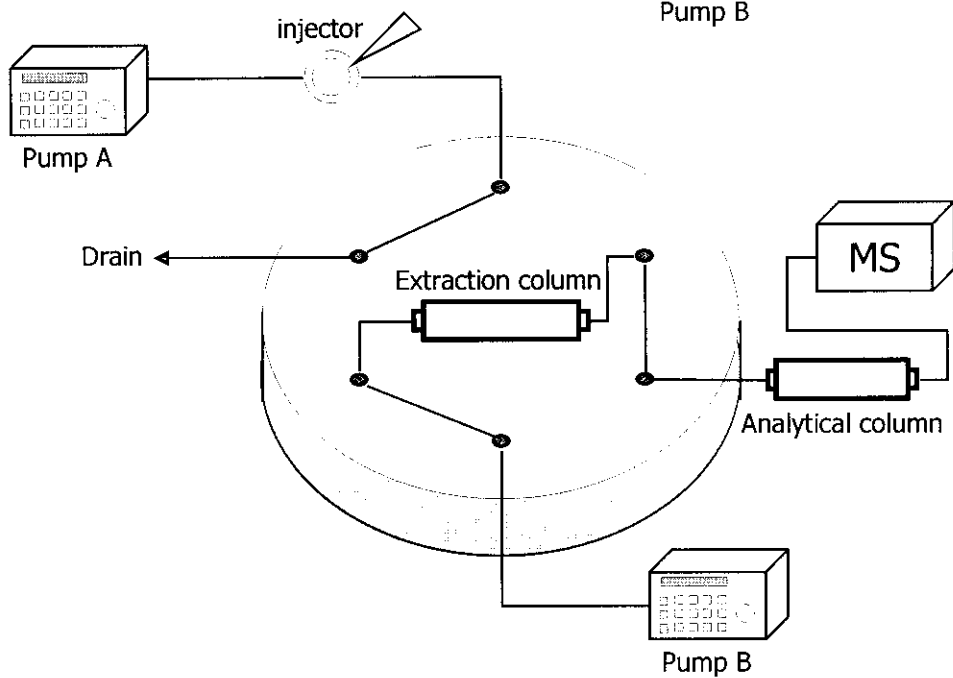 Pump B
injector
Pump A
Drain
Extraction column
MS
Analytical column
Pump B